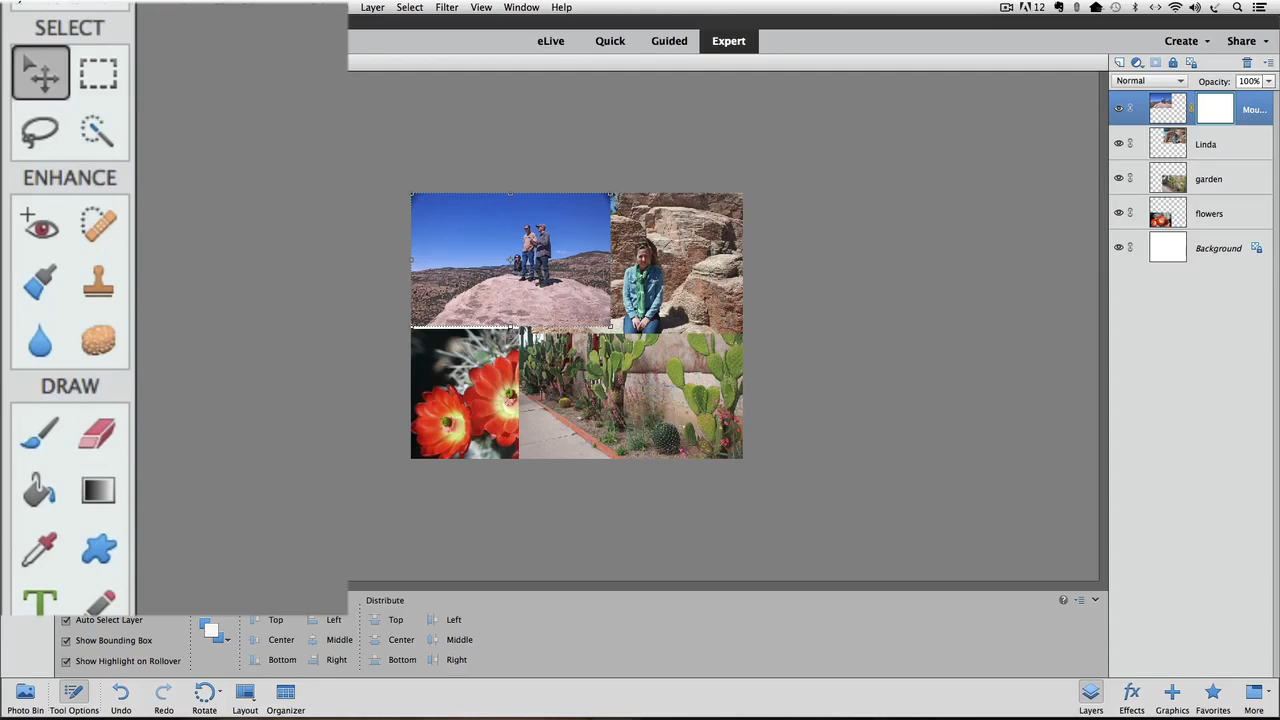 Layer Select Filter View Window Help
12
SELECT
eLive Quick Guided Expert
Create Share
Normal Opacity: 100%
Mou...
Linda
ENHANCE
garden
flowers
Background
DRAW
T
Distribute
Auto Select Layer
Top Left Top Left
Show Bounding Box
Center Middle Center Middle
Show Highlight on Rollover
Bottom Right Bottom Right
Photo Bin Tool Options Undo Redo Rotate Layout Organizer
fx
Layers Effects Graphics Favorites More